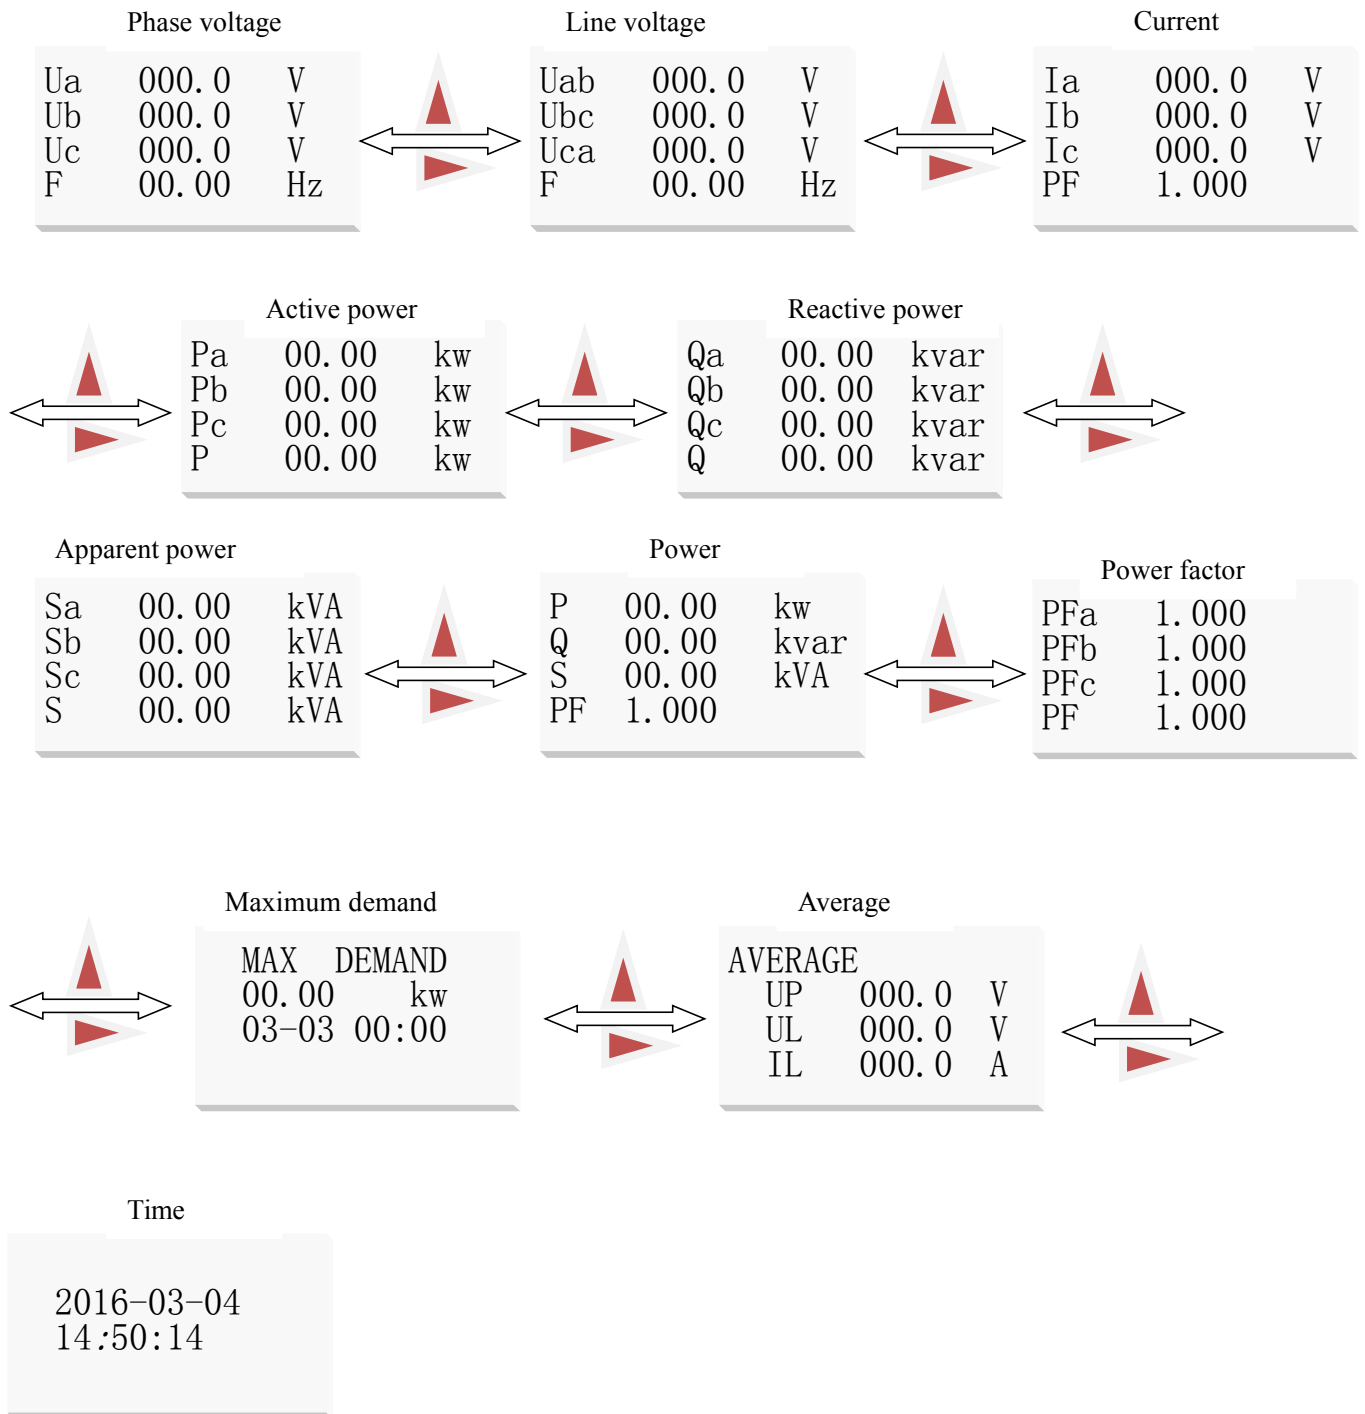 Phase voltage
Ua 000.0 V
Ub 000.0 V
Uc 000.0 V
F 00.00 Hz
Line voltage
Uab 000.0 V
Ubc 000.0 V
Uca 000.0 V
F 00.00 Hz
Current
Ia 000.0 V
Ib 000.0 V
Ic 000.0 V
PF 1.000
Active power
Pa 00.00 kw
Pb 00.00 kw
Pc 00.00 kw
P 00.00 kw
Reactive power
Qa 00.00 kvar
Qb 00.00 kvar
Qc 00.00 kvar
Q 00.00 kvar
Apparent power
Sa 00.00 kVA
Sb 00.00 kVA
Sc 00.00 kVA
S 00.00 kVA
Power
P 00.00 kw
Q 00.00 kvar
S 00.00 kVA
PF 1.000
Power factor
PFa 1.000
PFb 1.000
PFc 1.000
PF 1.000
Maximum demand
MAX DEMAND
00.00 kw
03-03 00:00
Average
AVERAGE
UP 000.0 V
UL 000.0 V
IL 000.0 A
Time
2016-03-04
14:50:14